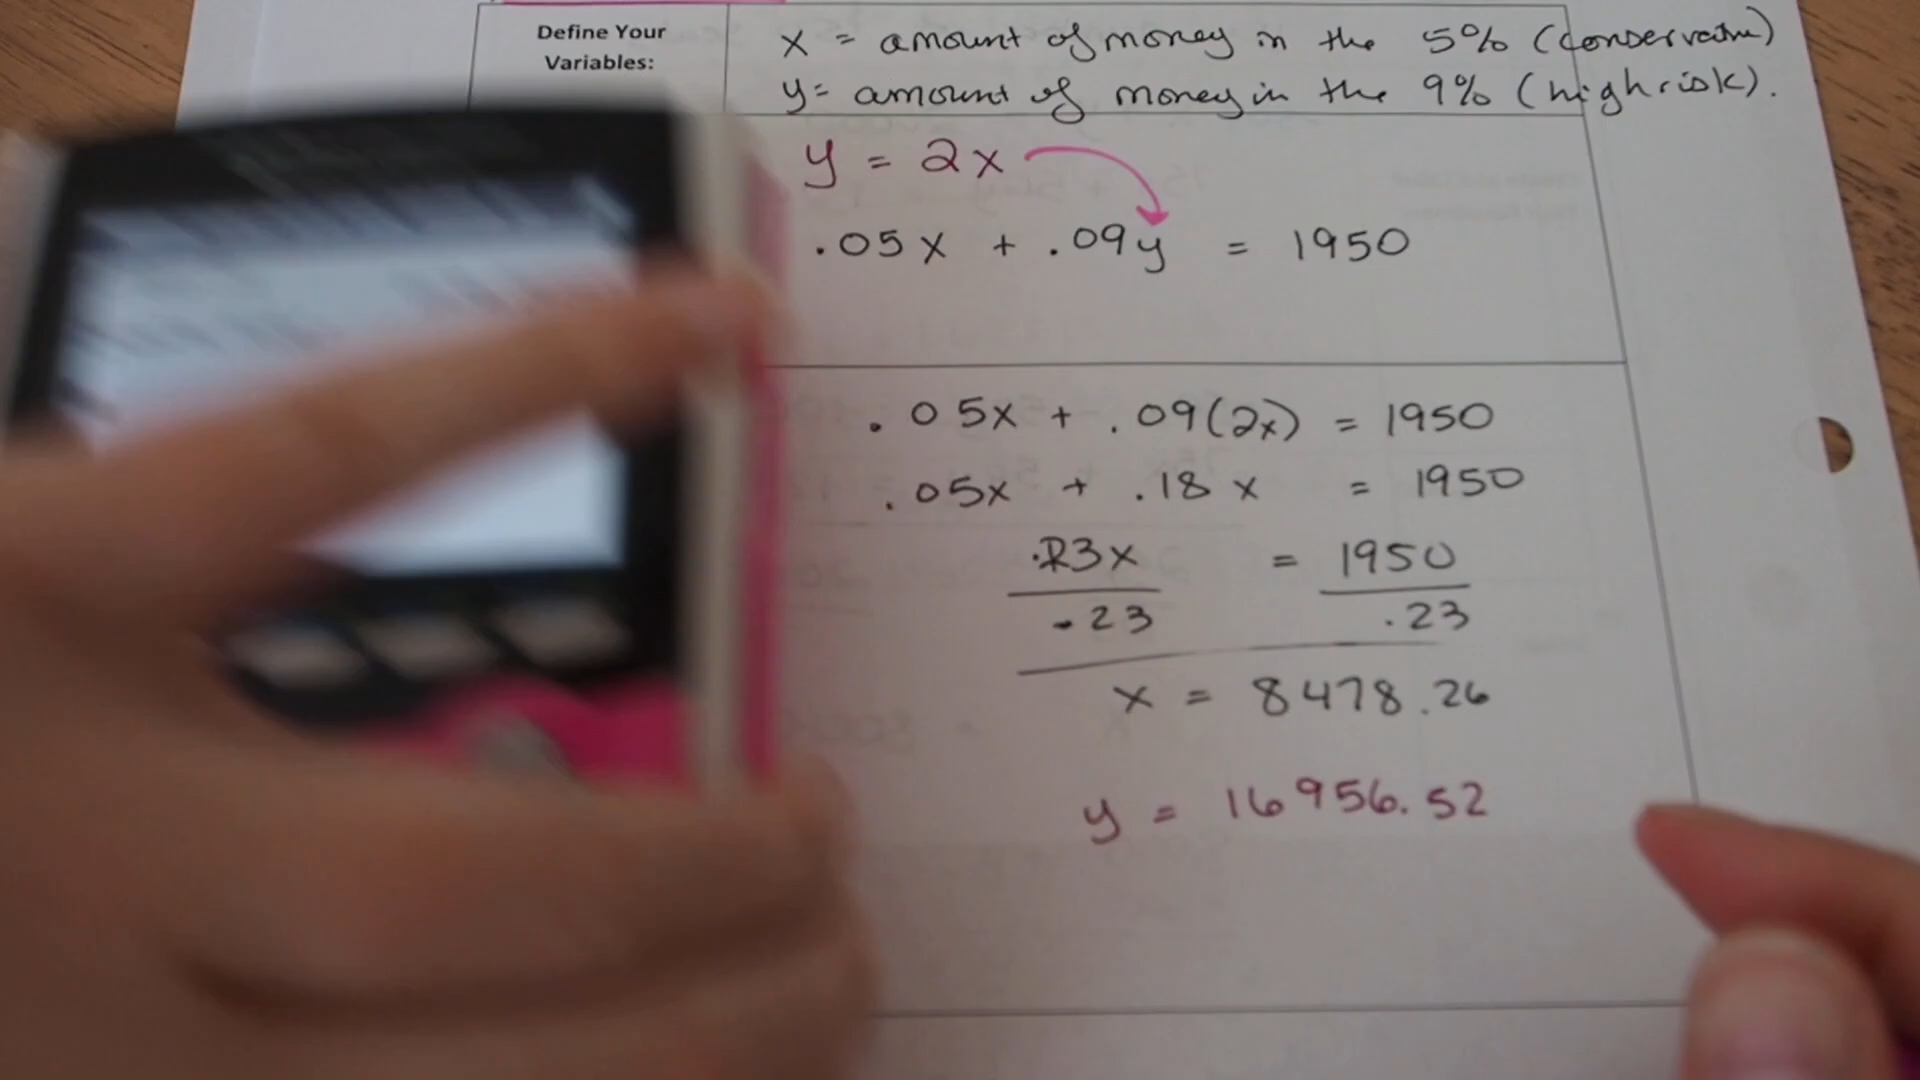 Define Your
Variables:
x = amount of money in the 5% (conservative)
y = amount of money in the 9% (high risk).
y = 2x
.05x + .09y = 1950
.05x + .09(2x) = 1950
.05x + .18x = 1950
.23x = 1950
.23 .23
x = 8478.26
y = 16956.52